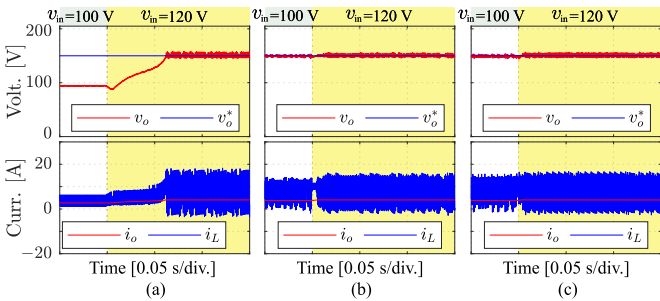 v_in=100 V v_in=120 V v_in=100 V v_in=120 V v_in=100 V v_in=120 V
Volt. [V]
200
100
0
v_o v_o^* v_o v_o^* v_o v_o^*
Curr. [A]
20
0
−20
i_o i_L i_o i_L i_o i_L
Time [0.05 s/div.] Time [0.05 s/div.] Time [0.05 s/div.]
(a) (b) (c)